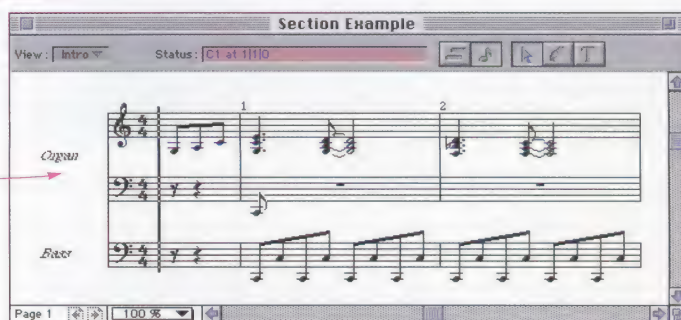 Section Example
View: Intro Status: C1 at 1|1|0
1 2
Organ
Bass
Page 1 100 %